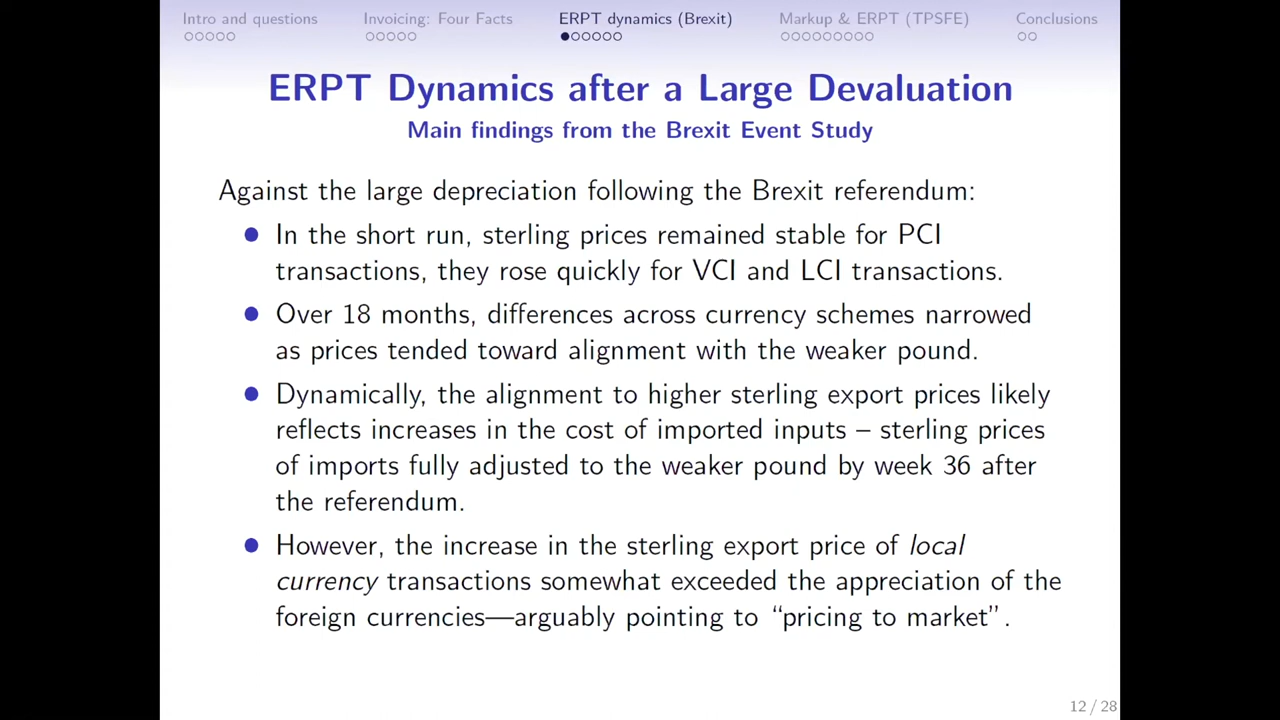 Intro and questions
Invoicing: Four Facts
ERPT dynamics (Brexit)
Markup & ERPT (TPSFE)
Conclusions
ERPT Dynamics after a Large Devaluation
Main findings from the Brexit Event Study
Against the large depreciation following the Brexit referendum:
In the short run, sterling prices remained stable for PCI
transactions, they rose quickly for VCI and LCI transactions.
Over 18 months, differences across currency schemes narrowed
as prices tended toward alignment with the weaker pound.
Dynamically, the alignment to higher sterling export prices likely
reflects increases in the cost of imported inputs – sterling prices
of imports fully adjusted to the weaker pound by week 36 after
the referendum.
However, the increase in the sterling export price of local
currency transactions somewhat exceeded the appreciation of the
foreign currencies—arguably pointing to “pricing to market”.
12 / 28